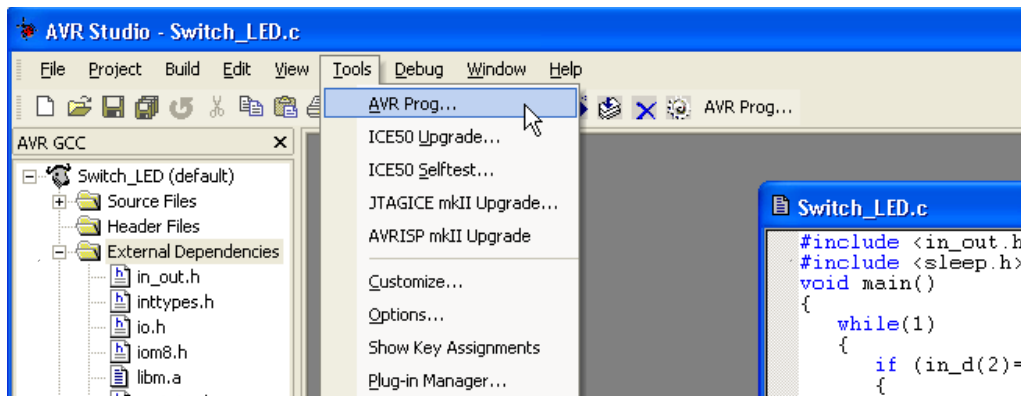 AVR Studio - Switch_LED.c
File Project Build Edit View Tools Debug Window Help
AVR Prog...
AVR Prog...
ICE50 Upgrade...
ICE50 Selftest...
JTAGICE mkII Upgrade...
AVRISP mkII Upgrade
Customize...
Options...
Show Key Assignments
Plug-in Manager...
AVR GCC
Switch_LED (default)
Source Files
Header Files
External Dependencies
in_out.h
inttypes.h
io.h
iom8.h
libm.a
Switch_LED.c
#include <in_out.h
#include <sleep.h>
void main()
{
while(1)
{
if (in_d(2)=
{